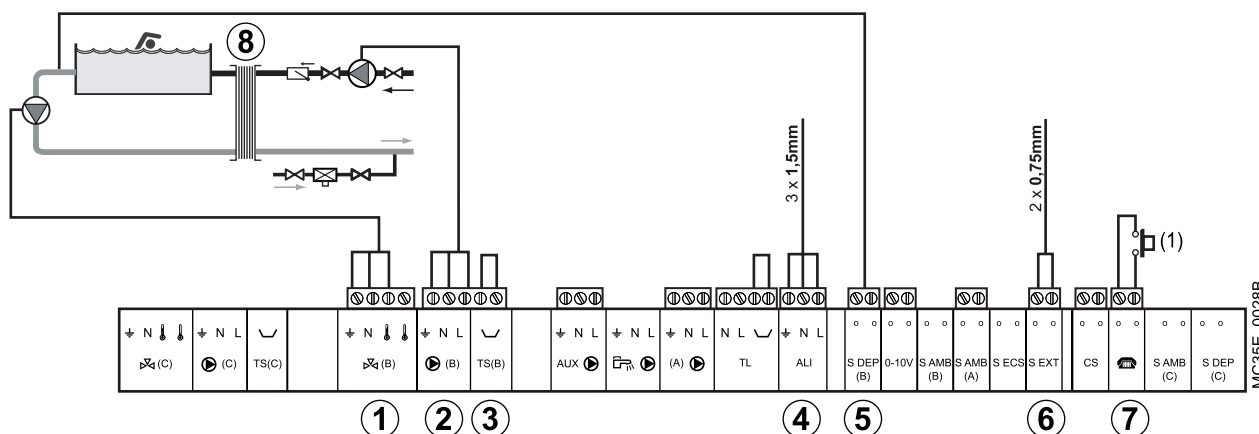 8
3 x 1,5mm
2 x 0,75mm
(1)
N
(C)
N L
(C)
TS(C)
N
(B)
N L
(B)
TS(B)
N L
AUX
N L
N L
(A)
N L
TL
N L
ALI
S DEP
(B)
0-10V
S AMB
(B)
S AMB
(A)
S ECS
S EXT
CS
S AMB
(C)
S DEP
(C)
1
2
3
4
5
6
7
MC35E_0028B